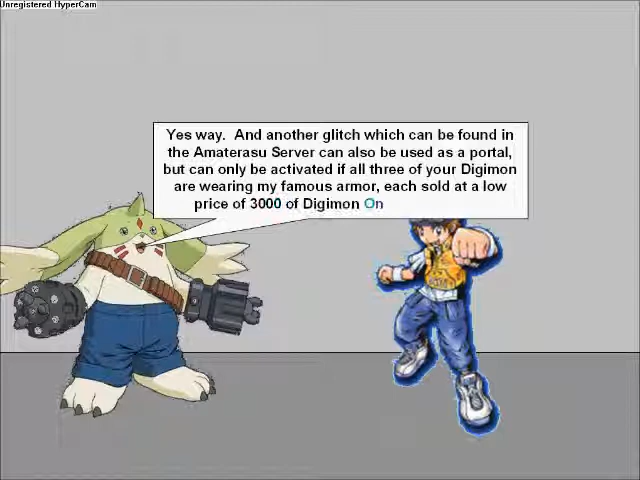 Unregistered HyperCam
Yes way. And another glitch which can be found in
the Amaterasu Server can also be used as a portal,
but can only be activated if all three of your Digimon
are wearing my famous armor, each sold at a low
price of 3000 of Digimon On